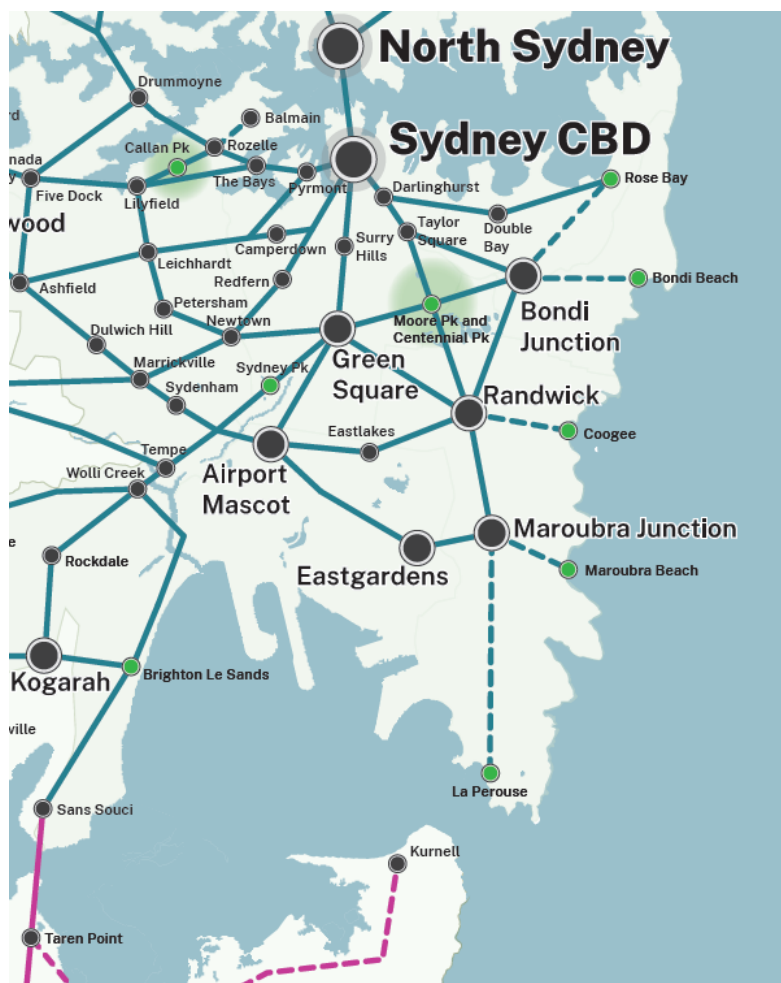 North Sydney
Drummoyne
rd
Balmain
Sydney CBD
Callan Pk
Rozelle
nada
y
The Bays
Pyrmont
Five Dock
Lilyfield
Darlinghurst
Rose Bay
wood
Camperdown
Surry
Hills
Taylor
Square
Double
Bay
Leichhardt
Redfern
Bondi Beach
Ashfield
Petersham
Bondi
Junction
Dulwich Hill
Newtown
Moore Pk and
Centennial Pk
Green
Square
Marrickville
Sydney Pk
Sydenham
Randwick
Eastlakes
Coogee
Tempe
Airport
Mascot
Wolli Creek
Maroubra Junction
e
Rockdale
Eastgardens
Maroubra Beach
Kogarah
Brighton Le Sands
ville
La Perouse
Sans Souci
Kurnell
Taren Point